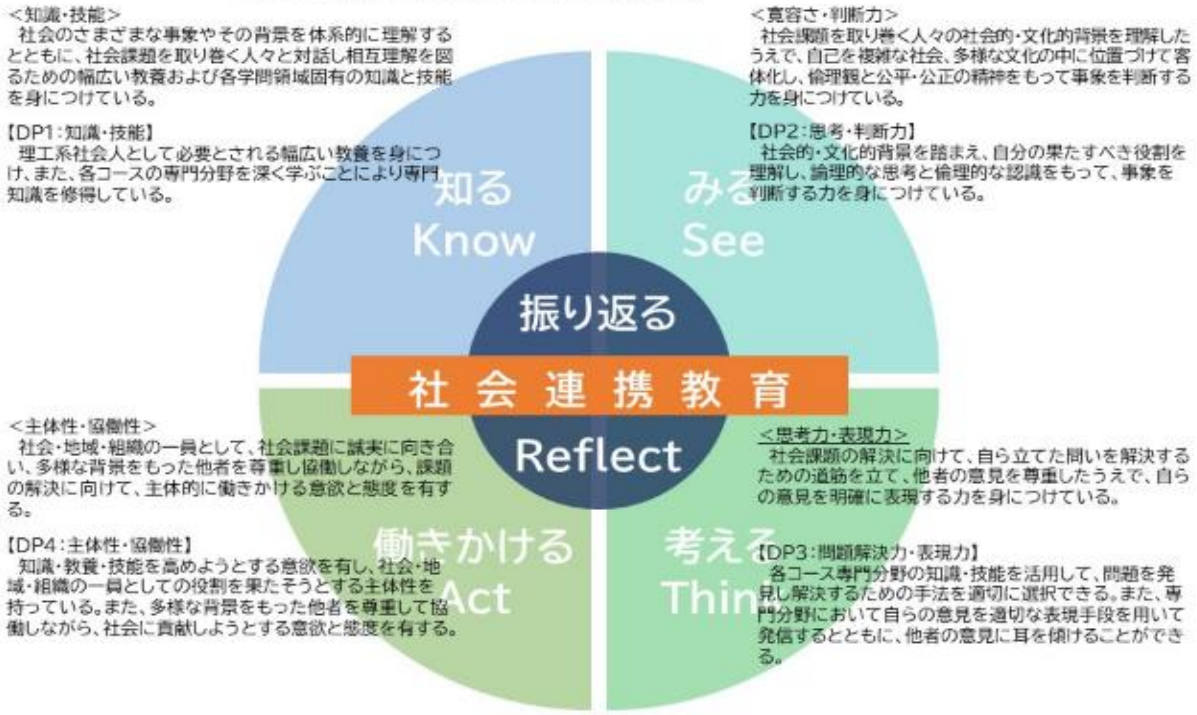 <知識・技能>
社会のさまざまな事象やその背景を体系的に理解する
とともに、社会課題を取り巻く人々と対話し相互理解を図
るための幅広い教養および各学問領域固有の知識と技能
を身につけている。
【DP1:知識・技能】
理工系社会人として必要とされる幅広い教養を身につ
け、また、各コースの専門分野を深く学ぶことにより専門
知識を修得している。
知る
Know
<寛容さ・判断力>
社会課題を取り巻く人々の社会的・文化的背景を理解した
うえで、自己を複雑な社会、多様な文化の中に位置づけて客
体化し、倫理観と公平・公正の精神をもって事象を判断する
力を身につけている。
【DP2:思考・判断力】
社会的・文化的背景を踏まえ、自分の果たすべき役割を
理解し、論理的な思考と倫理的な認識をもって、事象を
判断する力を身につけている。
みる
See
振り返る
社会連携教育
Reflect
<主体性・協働性>
社会・地域・組織の一員として、社会課題に誠実に向き合
い、多様な背景をもった他者を尊重し協働しながら、課題
の解決に向けて、主体的に働きかける意欲と態度を有す
る。
【DP4:主体性・協働性】
知識・教養・技能を高めようとする意欲を有し、社会・地
域・組織の一員としての役割を果たそうとする主体性を
持っている。また、多様な背景をもった他者を尊重して協
働しながら、社会に貢献しようとする意欲と態度を有する。
働きかける
Act
<思考力・表現力>
社会課題の解決に向けて、自ら立てた問いを解決する
ための道筋を立て、他者の意見を尊重したうえで、自ら
の意見を明確に表現する力を身につけている。
【DP3:問題解決力・表現力】
各コース専門分野の知識・技能を活用して、問題を発
見し解決するための手法を適切に選択できる。また、専
門分野において自らの意見を適切な表現手段を用いて
発信するとともに、他者の意見に耳を傾けることができ
る。
考える
Think